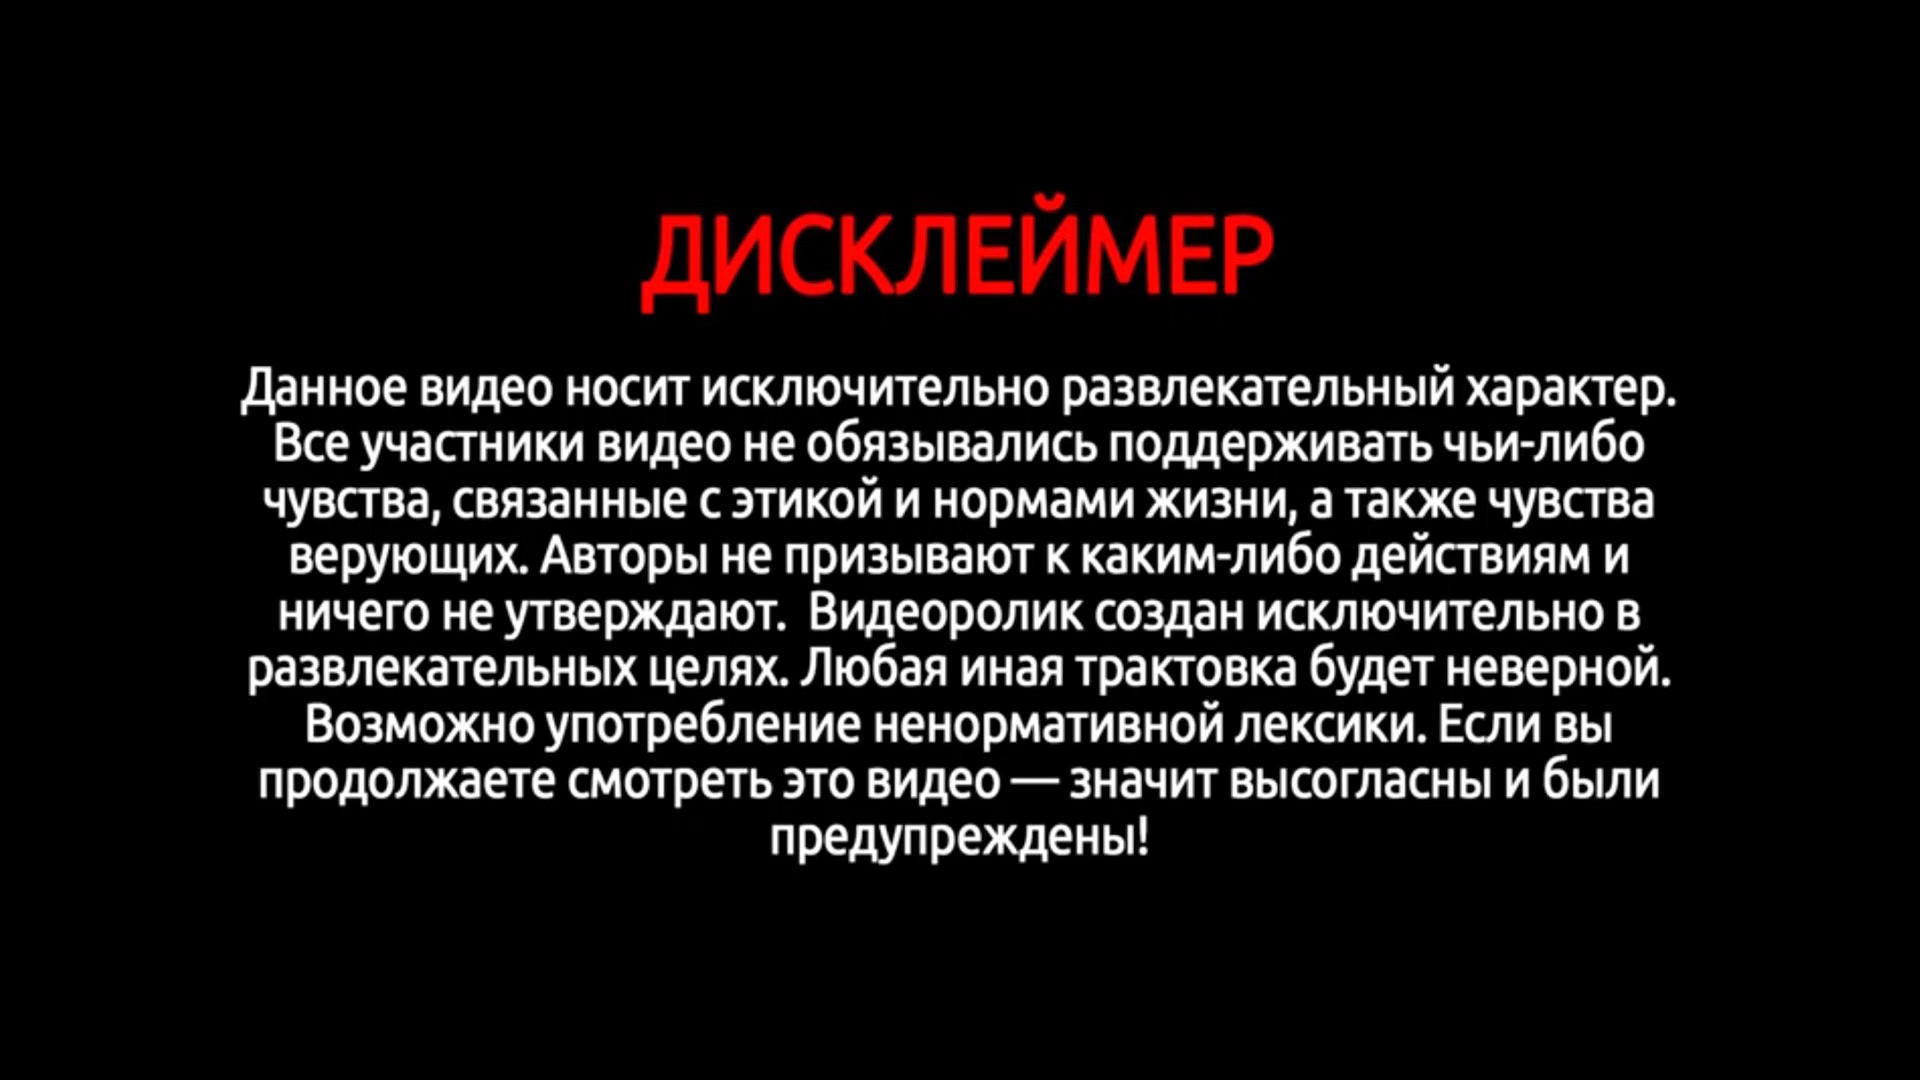 ДИСКЛЕЙМЕР
Данное видео носит исключительно развлекательный характер.
Все участники видео не обязывались поддерживать чьи-либо
чувства, связанные с этикой и нормами жизни, а также чувства
верующих. Авторы не призывают к каким-либо действиям и
ничего не утверждают.  Видеоролик создан исключительно в
развлекательных целях. Любая иная трактовка будет неверной.
Возможно употребление ненормативной лексики. Если вы
продолжаете смотреть это видео — значит высогласны и были
предупреждены!